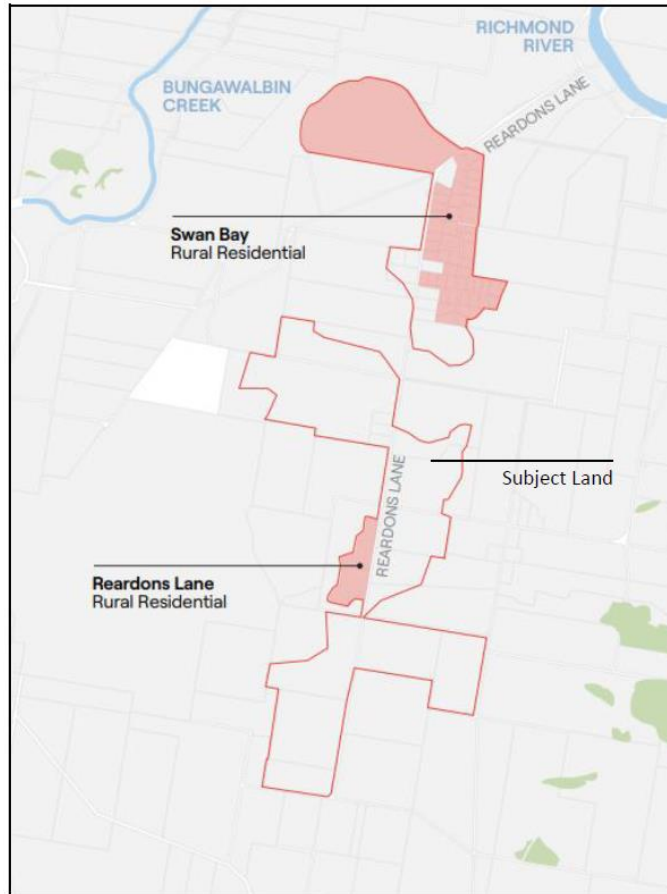 RICHMOND
RIVER
BUNGAWALBIN
CREEK
REARDONS LANE
Swan Bay
Rural Residential
Subject Land
REARDONS LANE
Reardons Lane
Rural Residential